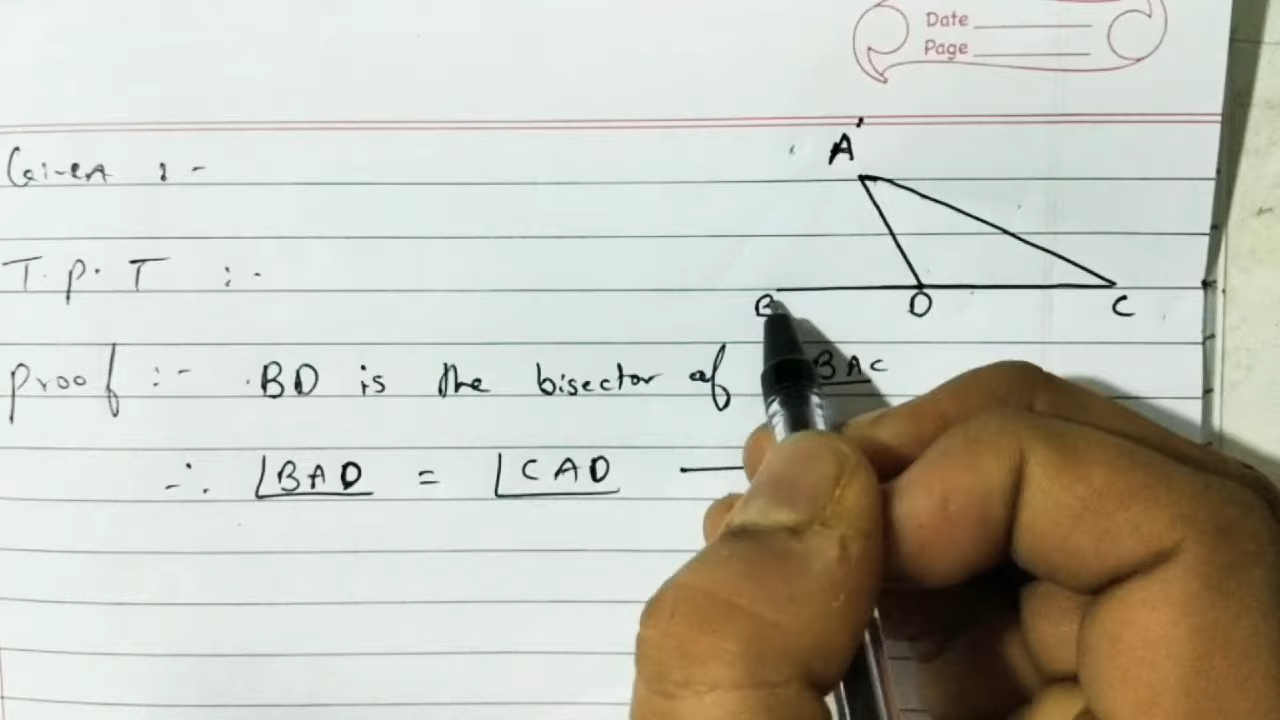 Date
Page
Given :-
A
T.P.T :-
B D C
Proof :- BD is the bisector of BAC
∴ ∠BAD = ∠CAD